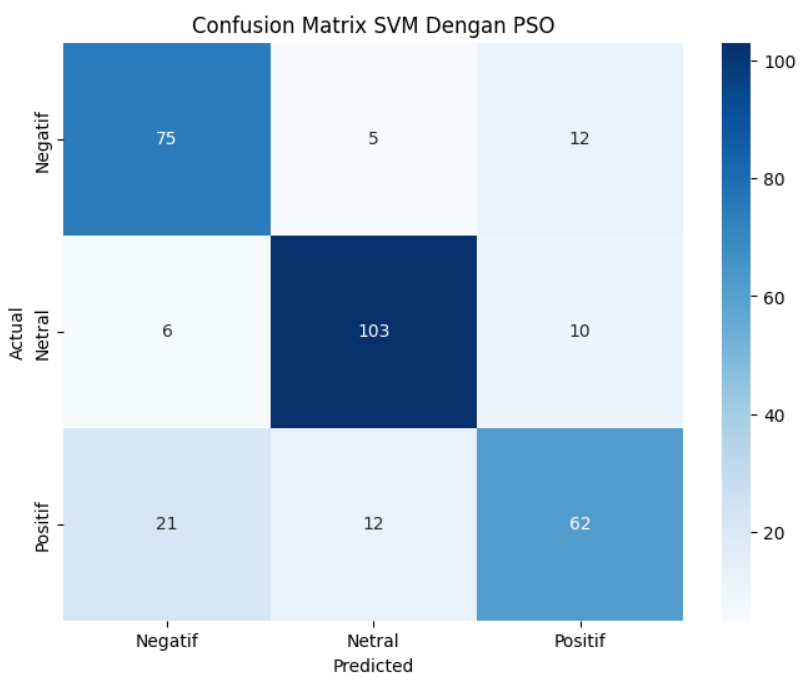 Confusion Matrix SVM Dengan PSO
Actual
Negatif
75 5 12
Netral
6 103 10
Positif
21 12 62
Negatif Netral Positif
Predicted
100
80
60
40
20